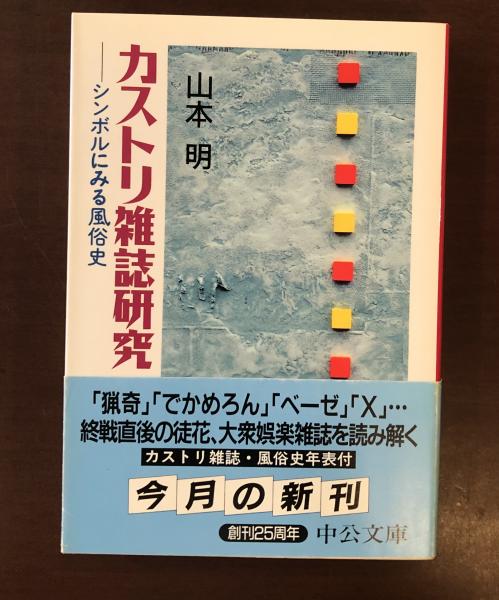 カストリ雑誌研究
──シンボルにみる風俗史
山本 明
「猟奇」「でかめろん」「ベーゼ」「X」…
終戦直後の徒花、大衆娯楽雑誌を読み解く
カストリ雑誌・風俗史年表付
今月の新刊
創刊25周年 中公文庫